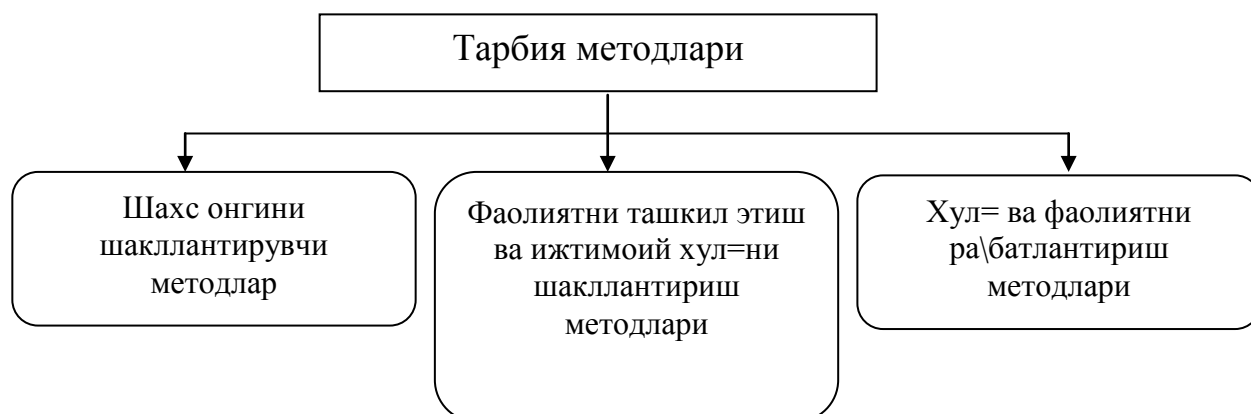 Тарбия методлари
Шахс онгини
шакллантирувчи
методлар
Фаолиятни ташкил этиш
ва ижтимоий хул=ни
шакллантириш
методлари
Хул= ва фаолиятни
ра\батлантириш
методлари